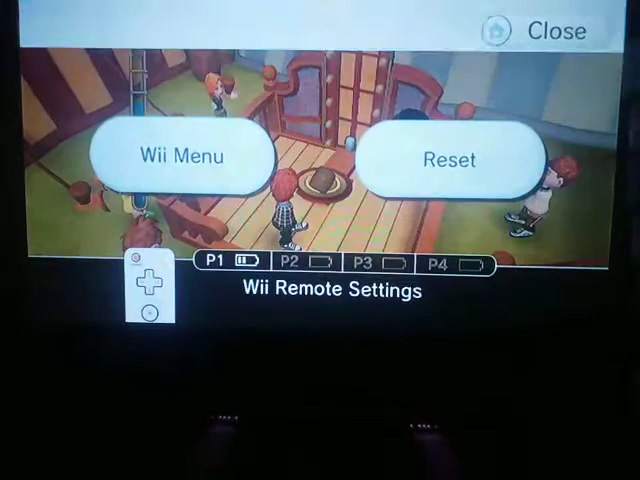 Close
Wii Menu
Reset
P1 P2 P3 P4
Wii Remote Settings